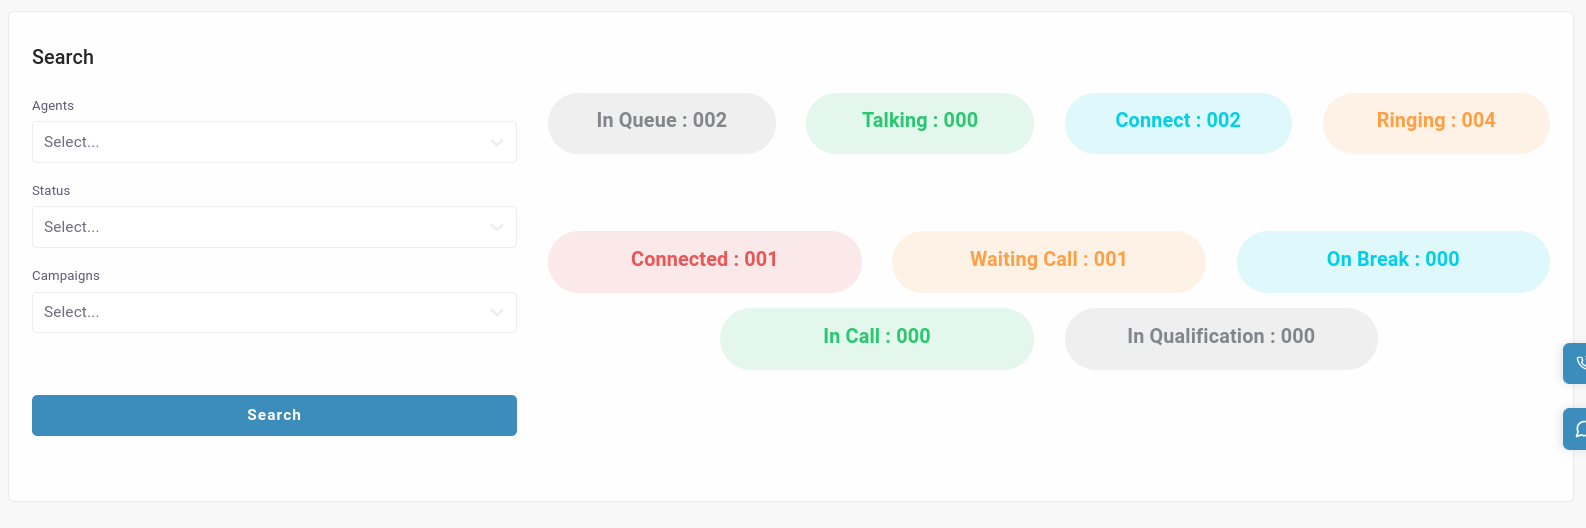 Search
Agents
Select...
Status
Select...
Campaigns
Select...
Search
In Queue : 002
Talking : 000
Connect : 002
Ringing : 004
Connected : 001
Waiting Call : 001
On Break : 000
In Call : 000
In Qualification : 000